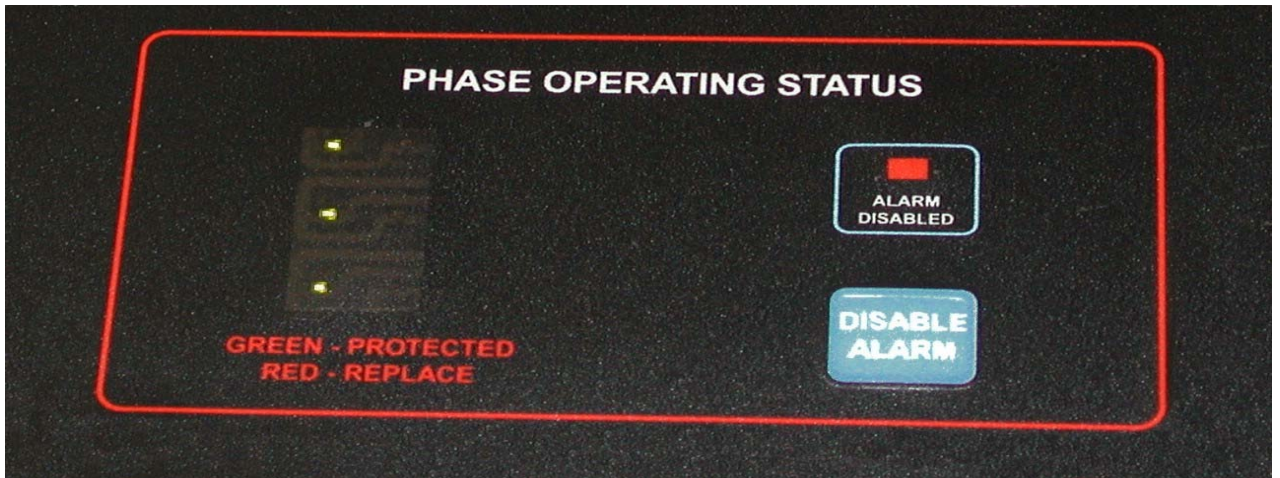 PHASE OPERATING STATUS
ALARM
DISABLED
DISABLE
ALARM
GREEN - PROTECTED
RED - REPLACE